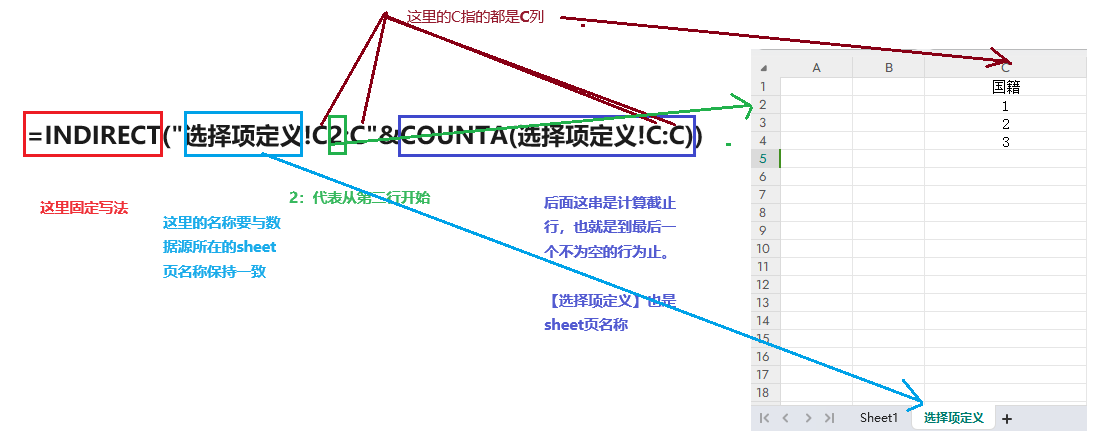 这里的C指的都是C列
=INDIRECT("选择项定义!C2:C"&COUNTA(选择项定义!C:C))
这里固定写法
这里的名称要与数
据源所在的sheet
页名称保持一致
2：代表从第二行开始
后面这串是计算截止
行，也就是到最后一
个不为空的行为止。
【选择项定义】也是
sheet页名称
A B C
1 国籍
2 1
3 2
4 3
5
6
7
8
9
10
11
12
13
14
15
16
17
18
Sheet1 选择项定义 +